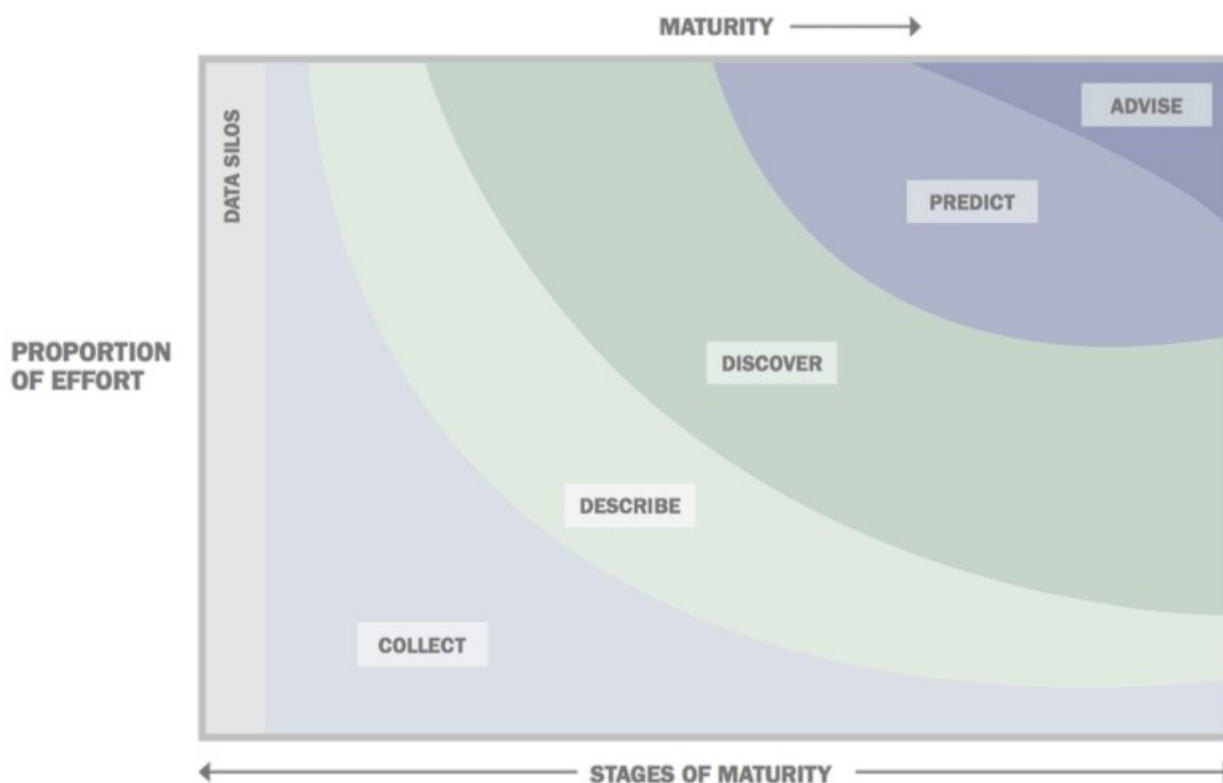 MATURITY
DATA SILOS
ADVISE
PREDICT
PROPORTION
OF EFFORT
DISCOVER
DESCRIBE
COLLECT
STAGES OF MATURITY